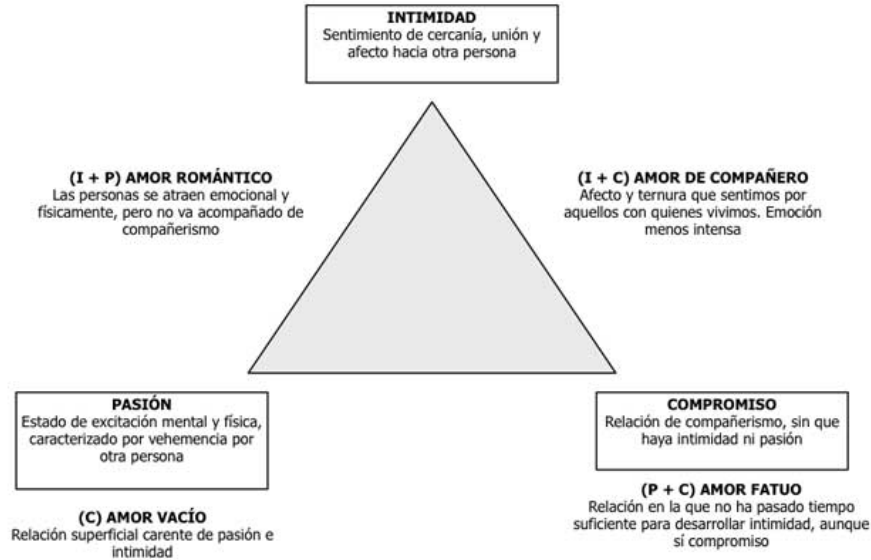 INTIMIDAD
Sentimiento de cercanía, unión y
afecto hacia otra persona
(I + P) AMOR ROMÁNTICO
Las personas se atraen emocional y
físicamente, pero no va acompañado de
compañerismo
(I + C) AMOR DE COMPAÑERO
Afecto y ternura que sentimos por
aquellos con quienes vivimos. Emoción
menos intensa
PASIÓN
Estado de excitación mental y física,
caracterizado por vehemencia por
otra persona
COMPROMISO
Relación de compañerismo, sin que
haya intimidad ni pasión
(C) AMOR VACÍO
Relación superficial carente de pasión e
intimidad
(P + C) AMOR FATUO
Relación en la que no ha pasado tiempo
suficiente para desarrollar intimidad, aunque
sí compromiso